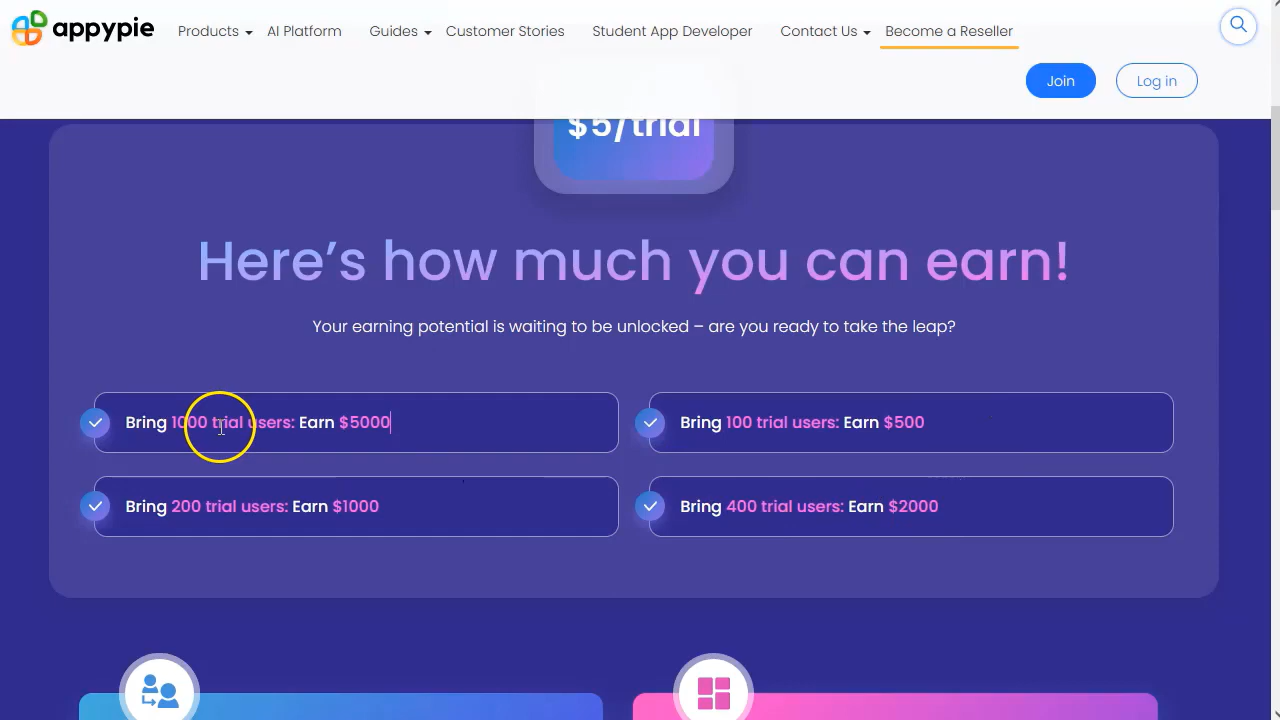 appypie
Products AI Platform Guides Customer Stories Student App Developer Contact Us Become a Reseller
Join Log in
$5/trial
Here's how much you can earn!
Your earning potential is waiting to be unlocked – are you ready to take the leap?
Bring 1000 trial users: Earn $5000
Bring 100 trial users: Earn $500
Bring 200 trial users: Earn $1000
Bring 400 trial users: Earn $2000